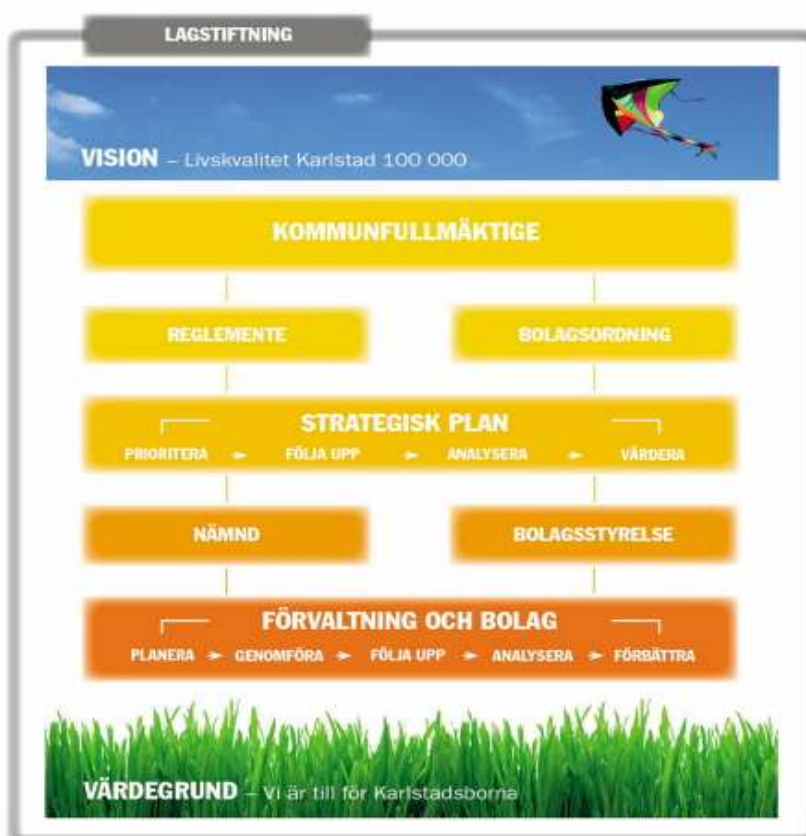 LAGSTIFTNING
VISION – Livskvalitet Karlstad 100 000
KOMMUNFULLMÄKTIGE
REGLEMENTE BOLAGSORDNING
STRATEGISK PLAN
PRIORITERA FÖLJA UPP ANALYSERA VÄRDERA
NÄMND BOLAGSSTYRELSE
FÖRVALTNING OCH BOLAG
PLANERA GENOMFÖRA FÖLJA UPP ANALYSERA FÖRBÄTTRA
VÄRDEGRUND – Vi är till för Karlstadsborna